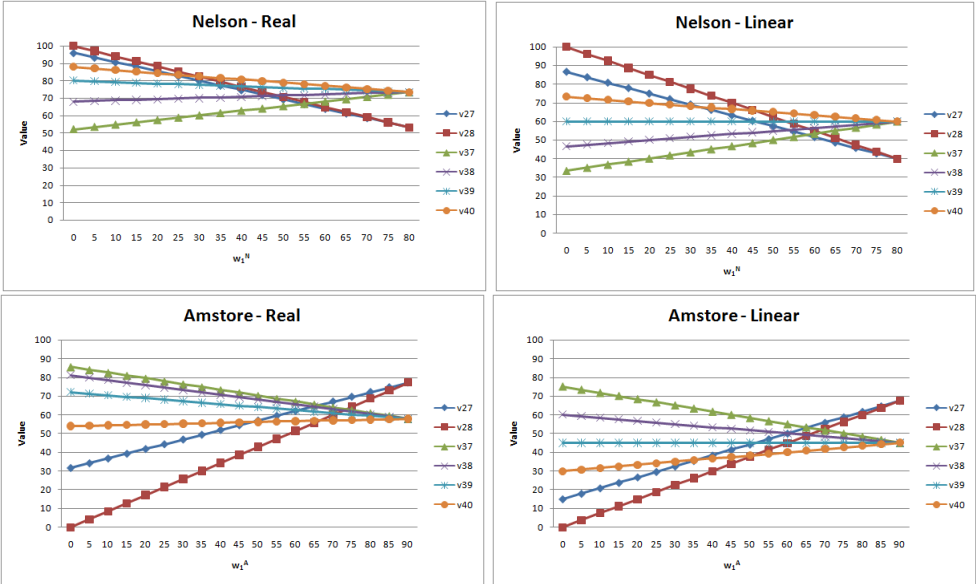 Nelson - Real
Value
100
90
80
70
60
50
40
30
20
10
0
0 5 10 15 20 25 30 35 40 45 50 55 60 65 70 75 80
w₁ᴺ
v27
v28
v37
v38
v39
v40
Nelson - Linear
Value
100
90
80
70
60
50
40
30
20
10
0
0 5 10 15 20 25 30 35 40 45 50 55 60 65 70 75 80
w₁ᴺ
v27
v28
v37
v38
v39
v40
Amstore - Real
Value
100
90
80
70
60
50
40
30
20
10
0
0 5 10 15 20 25 30 35 40 45 50 55 60 65 70 75 80 85 90
w₁ᴬ
v27
v28
v37
v38
v39
v40
Amstore - Linear
Value
100
90
80
70
60
50
40
30
20
10
0
0 5 10 15 20 25 30 35 40 45 50 55 60 65 70 75 80 85 90
w₁ᴬ
v27
v28
v37
v38
v39
v40